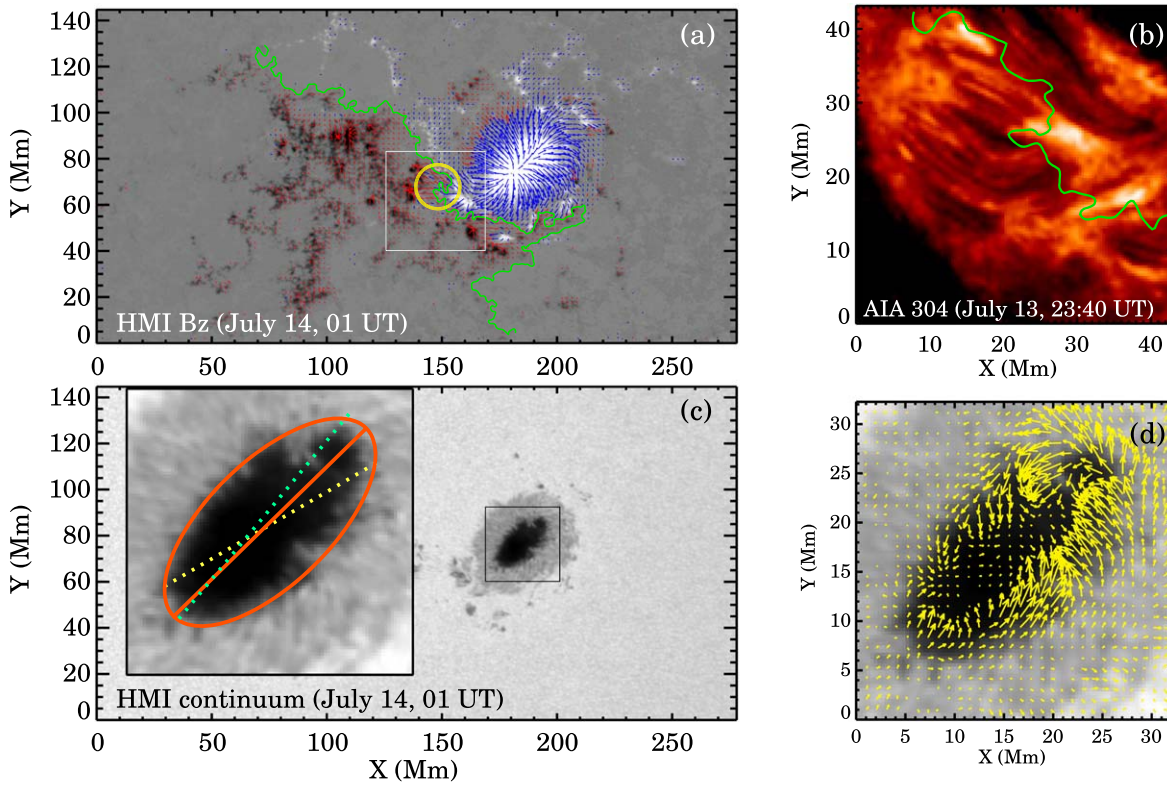 (a)
Y (Mm)
140
120
100
80
60
40
20
0
HMI Bz (July 14, 01 UT)
0 50 100 150 200 250
(b)
Y (Mm)
40
30
20
10
0
AIA 304 (July 13, 23:40 UT)
0 10 20 30 40
X (Mm)
(c)
Y (Mm)
140
120
100
80
60
40
20
0
HMI continuum (July 14, 01 UT)
0 50 100 150 200 250
X (Mm)
(d)
Y (Mm)
30
25
20
15
10
5
0
0 5 10 15 20 25 30
X (Mm)